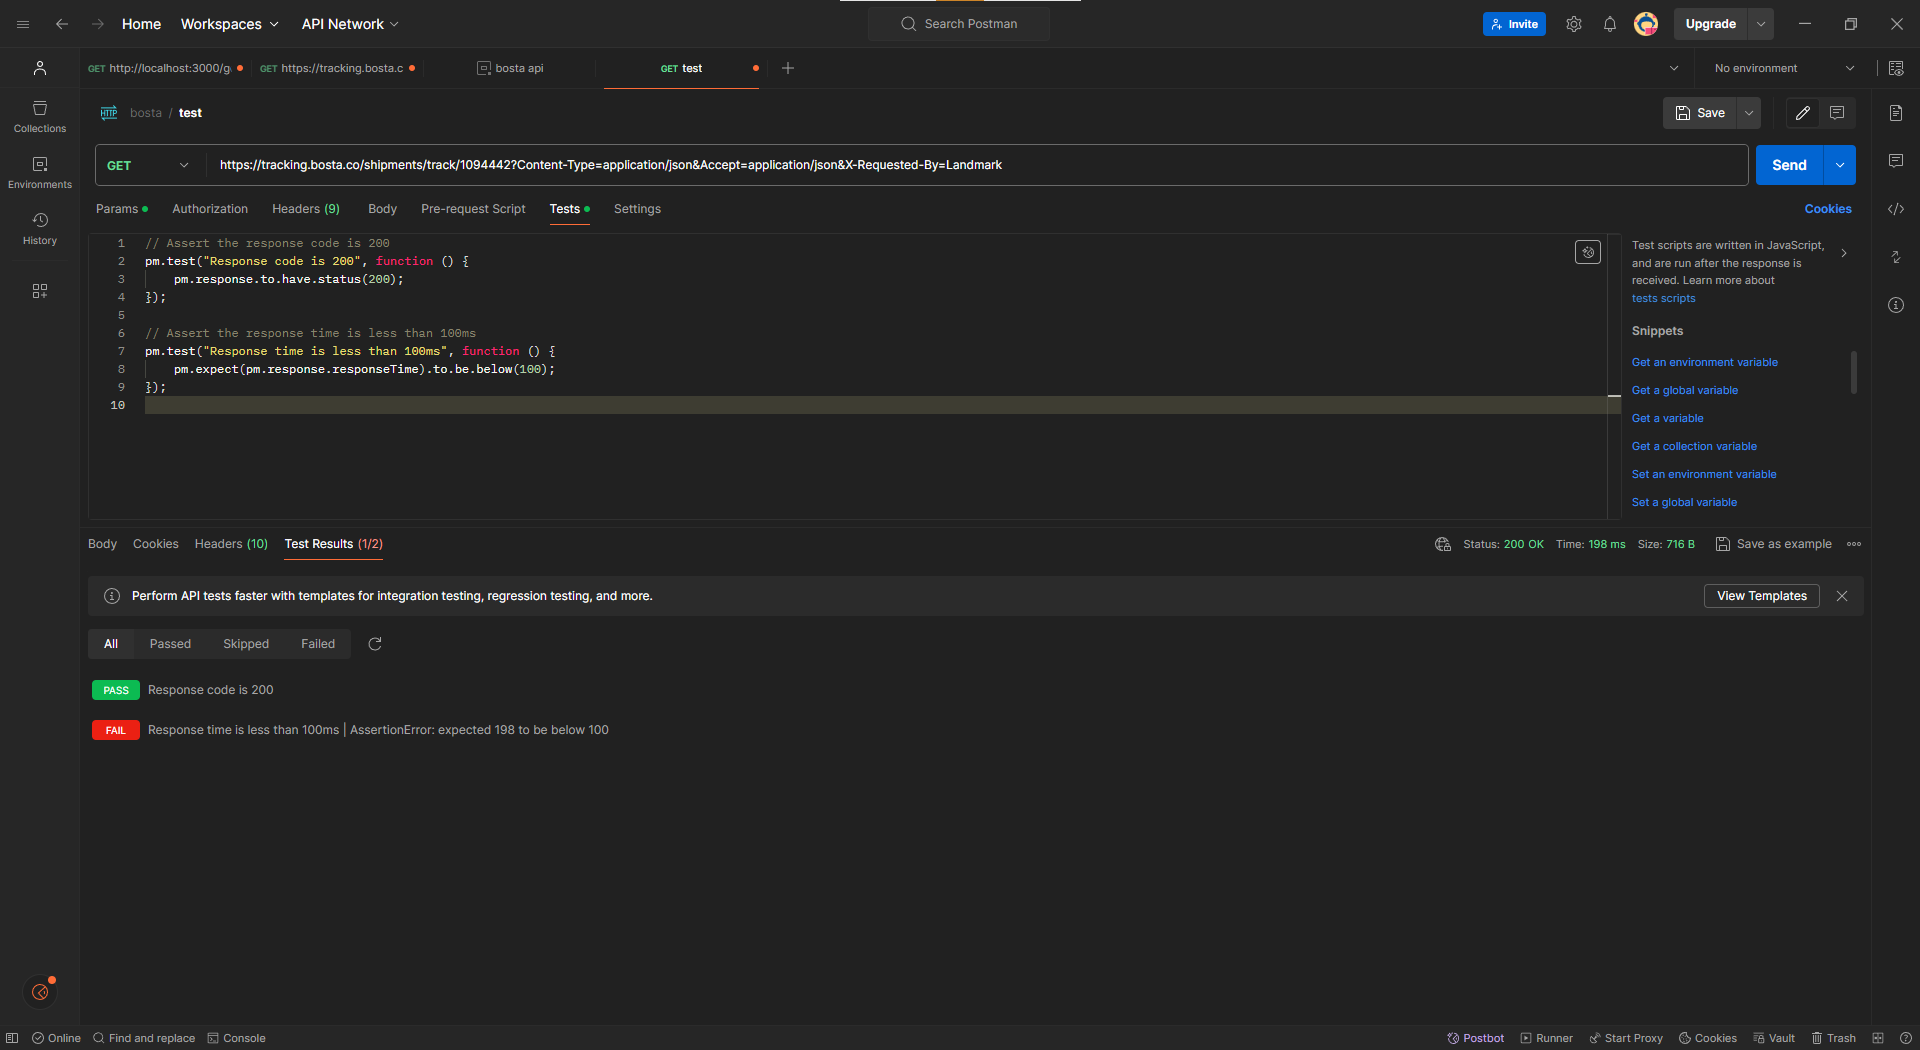 Home Workspaces API Network Search Postman Invite Upgrade
GET http://localhost:3000/g GET https://tracking.bosta.c bosta api GET test No environment
HTTP bosta / test Save
GET https://tracking.bosta.co/shipments/track/1094442?Content-Type=application/json&Accept=application/json&X-Requested-By=Landmark Send
Params Authorization Headers (9) Body Pre-request Script Tests Settings Cookies
Collections
Environments
History
1 // Assert the response code is 200
2 pm.test("Response code is 200", function () {
3 pm.response.to.have.status(200);
4 });
5
6 // Assert the response time is less than 100ms
7 pm.test("Response time is less than 100ms", function () {
8 pm.expect(pm.response.responseTime).to.be.below(100);
9 });
10
Test scripts are written in JavaScript,
and are run after the response is
received. Learn more about
tests scripts
Snippets
Get an environment variable
Get a global variable
Get a variable
Get a collection variable
Set an environment variable
Set a global variable
Body Cookies Headers (10) Test Results (1/2) Status: 200 OK Time: 198 ms Size: 716 B Save as example
Perform API tests faster with templates for integration testing, regression testing, and more. View Templates
All Passed Skipped Failed
PASS Response code is 200
FAIL Response time is less than 100ms | AssertionError: expected 198 to be below 100
Online Find and replace Console Postbot Runner Start Proxy Cookies Vault Trash